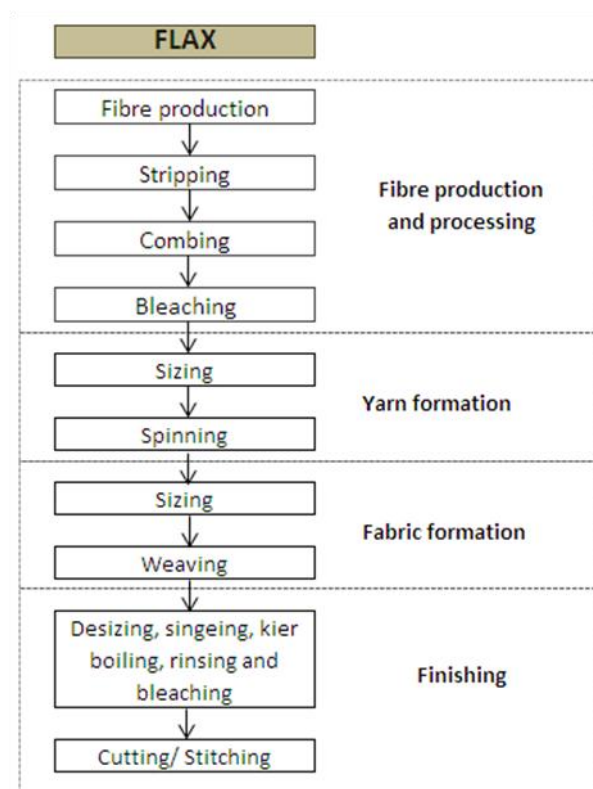 FLAX
Fibre production
Stripping
Combing
Bleaching
Fibre production
and processing
Sizing
Spinning
Yarn formation
Sizing
Weaving
Fabric formation
Desizing, singeing, kier
boiling, rinsing and
bleaching
Cutting/ Stitching
Finishing